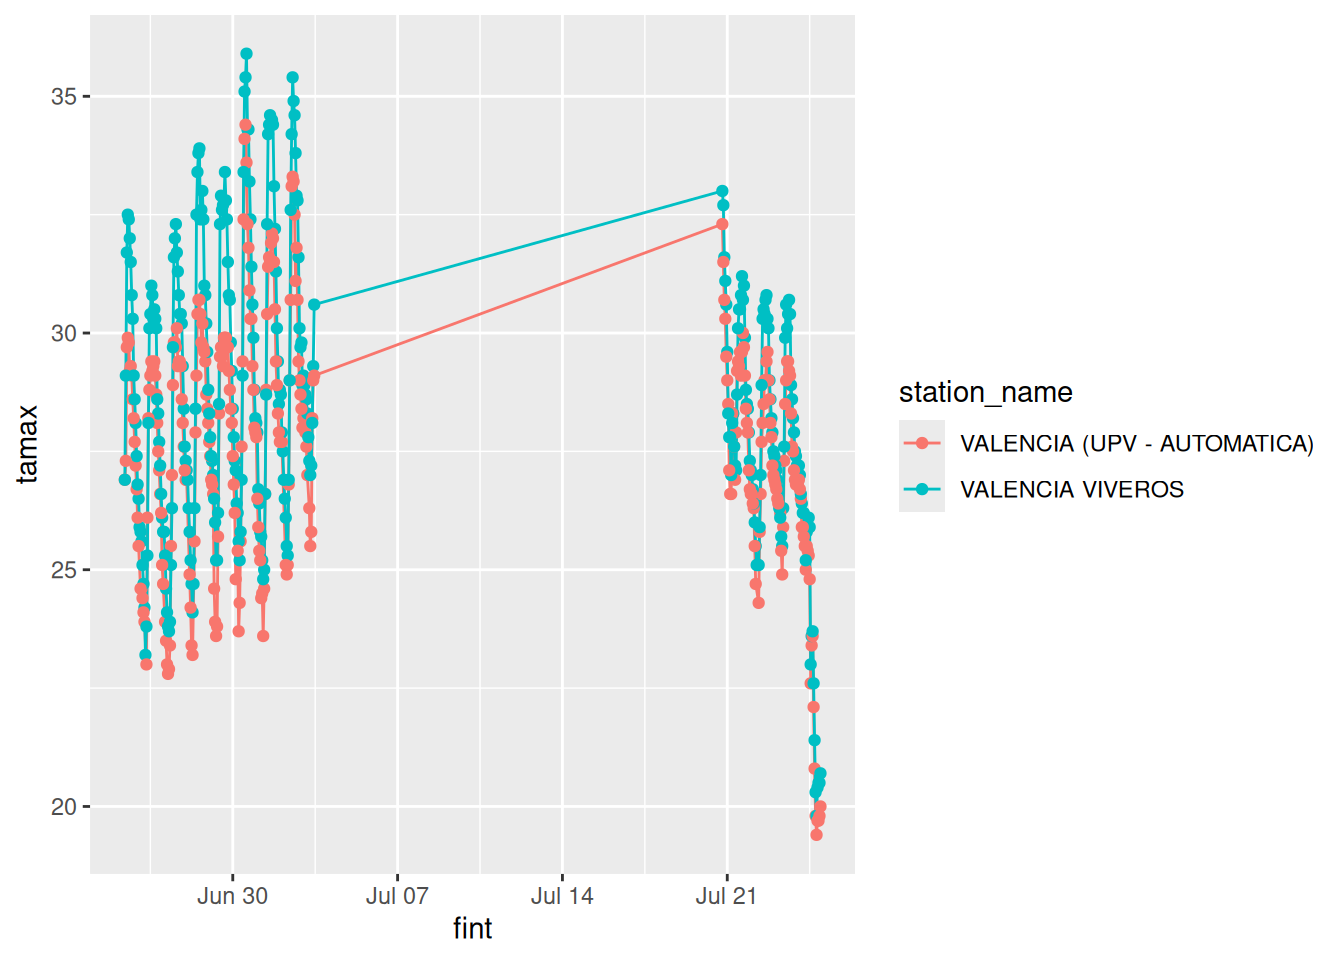 35
30
25
20
tamax
Jun 30
Jul 07
Jul 14
Jul 21
fint
station_name
VALENCIA (UPV - AUTOMATICA)
VALENCIA VIVEROS